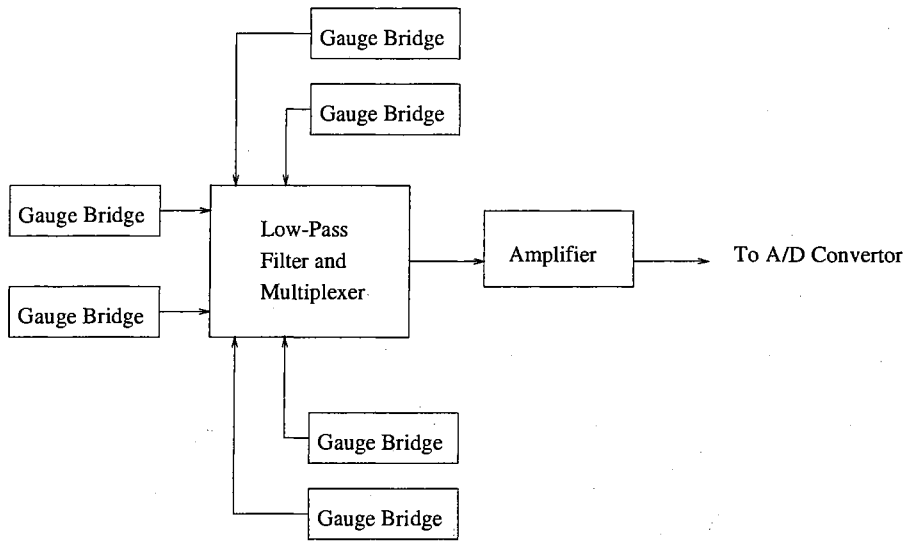 Gauge Bridge
Gauge Bridge
Gauge Bridge
Gauge Bridge
Low-Pass
Filter and
Multiplexer
Amplifier
To A/D Convertor
Gauge Bridge
Gauge Bridge